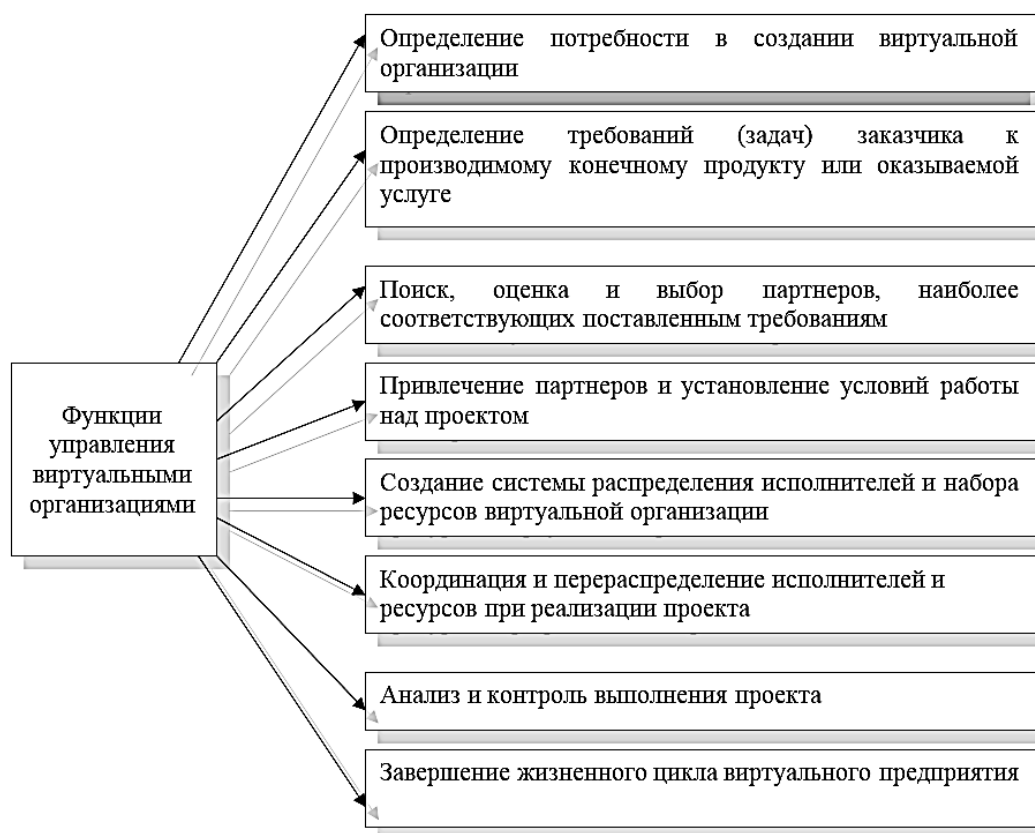 Определение потребности в создании виртуальной
организации
Определение требований (задач) заказчика к
производимому конечному продукту или оказываемой
услуге
Поиск, оценка и выбор партнеров, наиболее
соответствующих поставленным требованиям
Функции
управления
виртуальными
организациями
Привлечение партнеров и установление условий работы
над проектом
Создание системы распределения исполнителей и набора
ресурсов виртуальной организации
Координация и перераспределение исполнителей и
ресурсов при реализации проекта
Анализ и контроль выполнения проекта
Завершение жизненного цикла виртуального предприятия